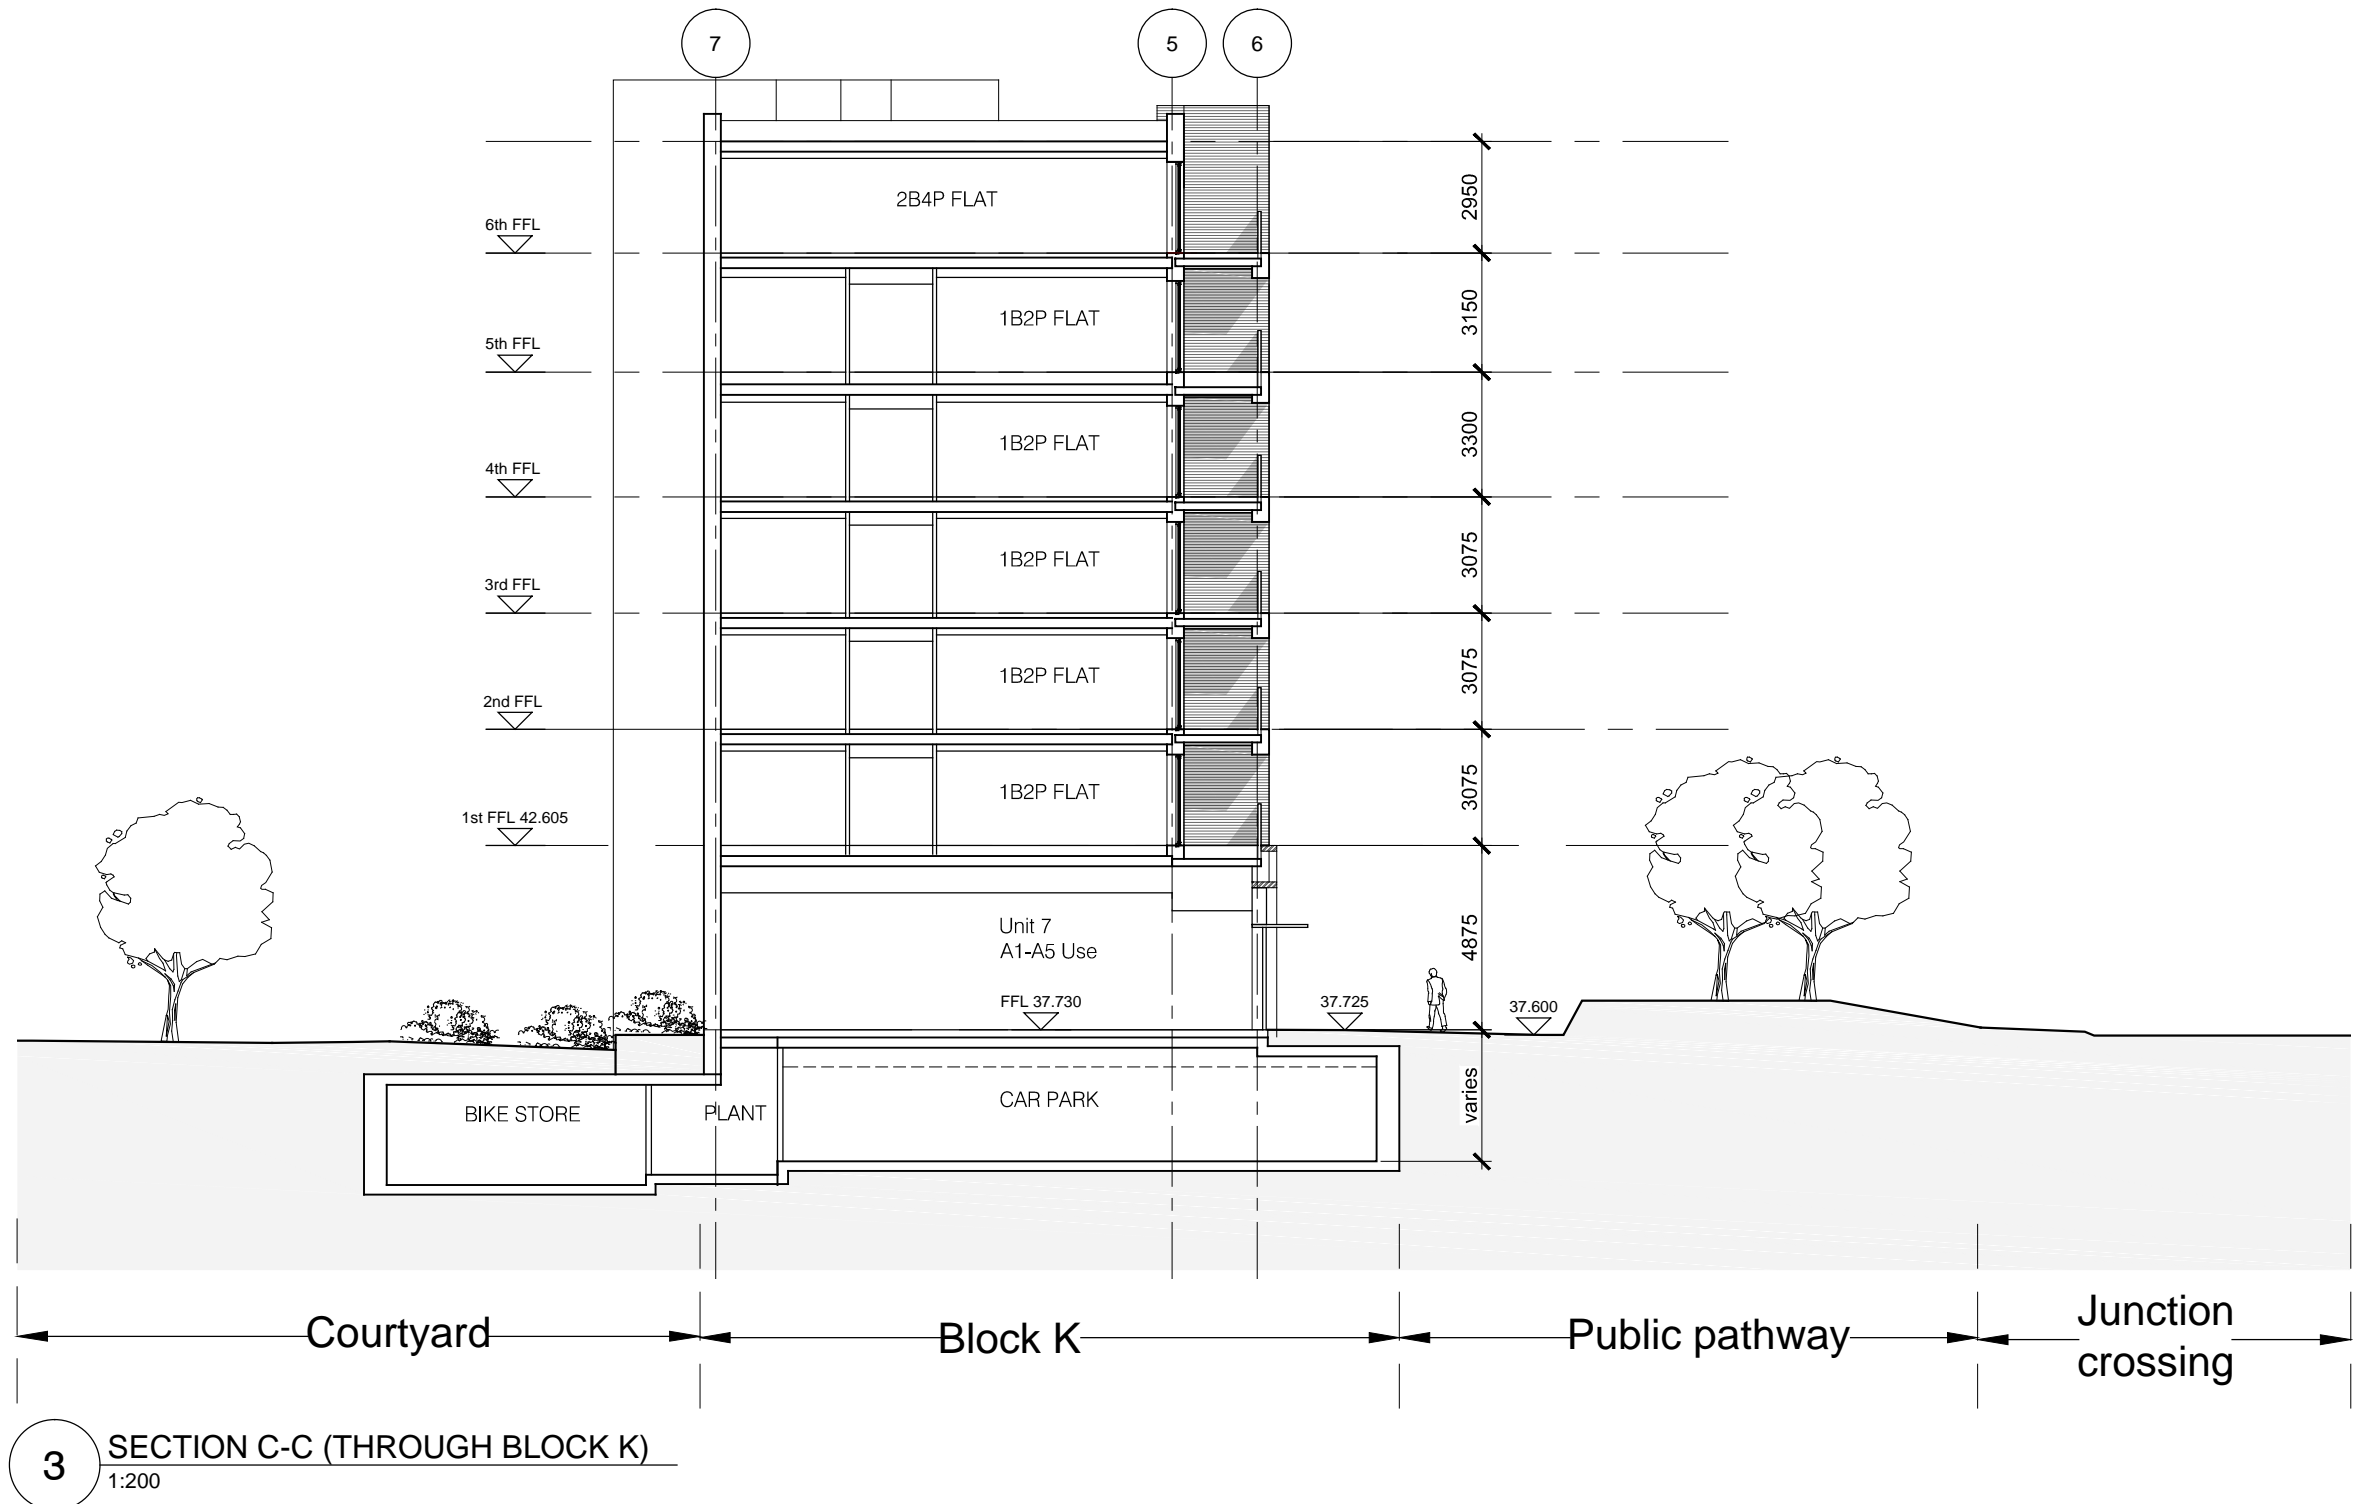 7
5
6
2B4P FLAT
2950
6th FFL
1B2P FLAT
3150
5th FFL
1B2P FLAT
3300
4th FFL
1B2P FLAT
3075
3rd FFL
1B2P FLAT
3075
2nd FFL
1B2P FLAT
3075
1st FFL 42.605
Unit 7
A1-A5 Use
4875
FFL 37.730
37.725
37.600
BIKE STORE
PLANT
CAR PARK
varies
Courtyard
Block K
Public pathway
Junction
crossing
3
SECTION C-C (THROUGH BLOCK K)
1:200